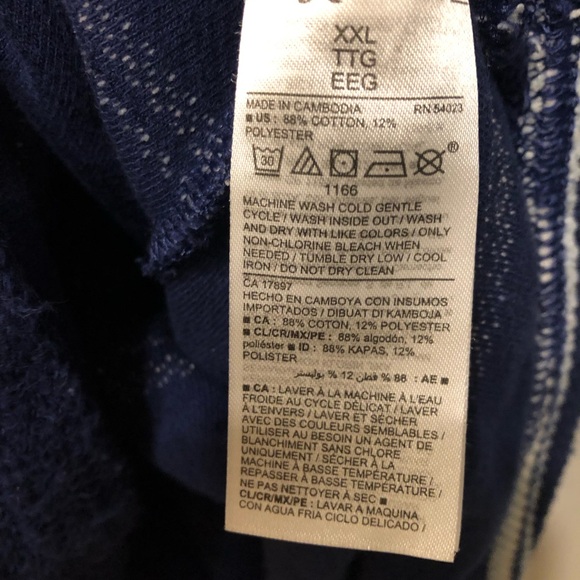 XXL
TTG
EEG
MADE IN CAMBODIA RN 54023
■ US : 88% COTTON, 12%
POLYESTER
30
®
1166
MACHINE WASH COLD GENTLE
CYCLE / WASH INSIDE OUT / WASH
AND DRY WITH LIKE COLORS / ONLY
NON-CHLORINE BLEACH WHEN
NEEDED / TUMBLE DRY LOW / COOL
IRON / DO NOT DRY CLEAN
CA 17897
HECHO EN CAMBOYA CON INSUMOS
IMPORTADOS / DIBUAT DI KAMBOJA
■ CA : 88% COTON, 12% POLYESTER
■ CL/CR/MX/PE : 88% algodón, 12%
poliéster ■ ID : 88% KAPAS, 12%
POLISTER
■ AE : 88 % قطن 12 % بوليستر
■ CA : LAVER À LA MACHINE À L'EAU
FROIDE AU CYCLE DÉLICAT / LAVER
À L'ENVERS / LAVER ET SÉCHER
AVEC DES COULEURS SEMBLABLES /
UTILISER AU BESOIN UN AGENT DE
BLANCHIMENT SANS CHLORE
UNIQUEMENT / SÉCHER À LA
MACHINE À BASSE TEMPÉRATURE /
REPASSER À BASSE TEMPÉRATURE /
NE PAS NETTOYER À SEC ■
CL/CR/MX/PE : LAVAR A MAQUINA
CON AGUA FRIA CICLO DELICADO /